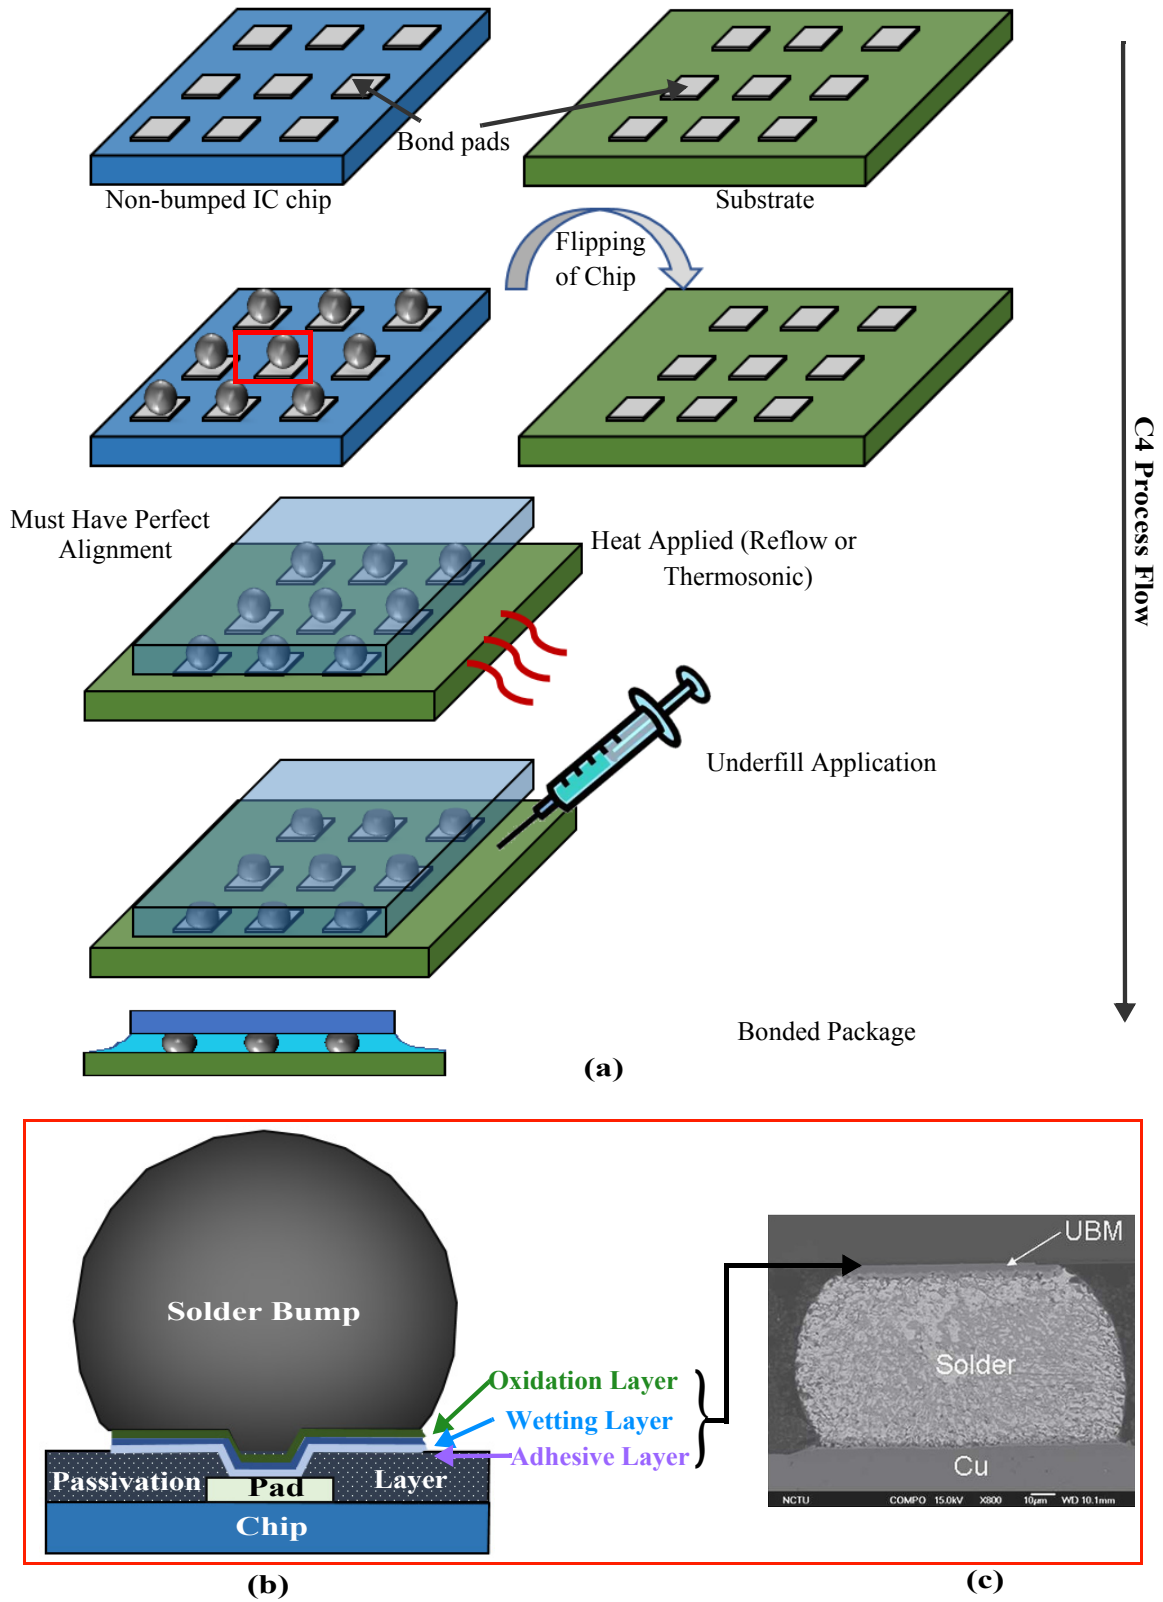 Bond pads
Non-bumped IC chip
Substrate
Flipping
of Chip
Must Have Perfect
Alignment
Heat Applied (Reflow or
Thermosonic)
Underfill Application
Bonded Package
C4 Process Flow
(a)
Solder Bump
Oxidation Layer
Wetting Layer
Adhesive Layer
Passivation
Pad
Layer
Chip
(b)
UBM
Solder
Cu
NCTU COMPO 15.0kV X800 10μm WD 10.1mm
(c)